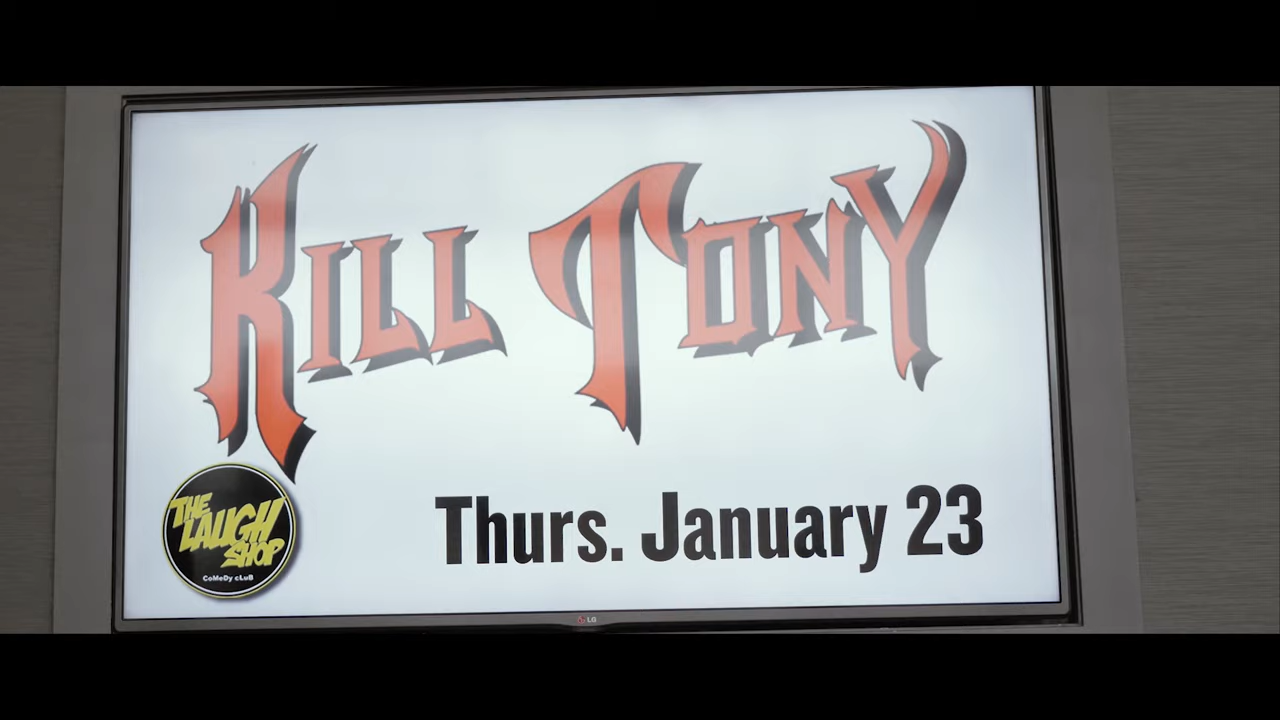 KILL TONY
THE
LAUGH
SHOP
CoMeDy cLuB
Thurs. January 23
LG